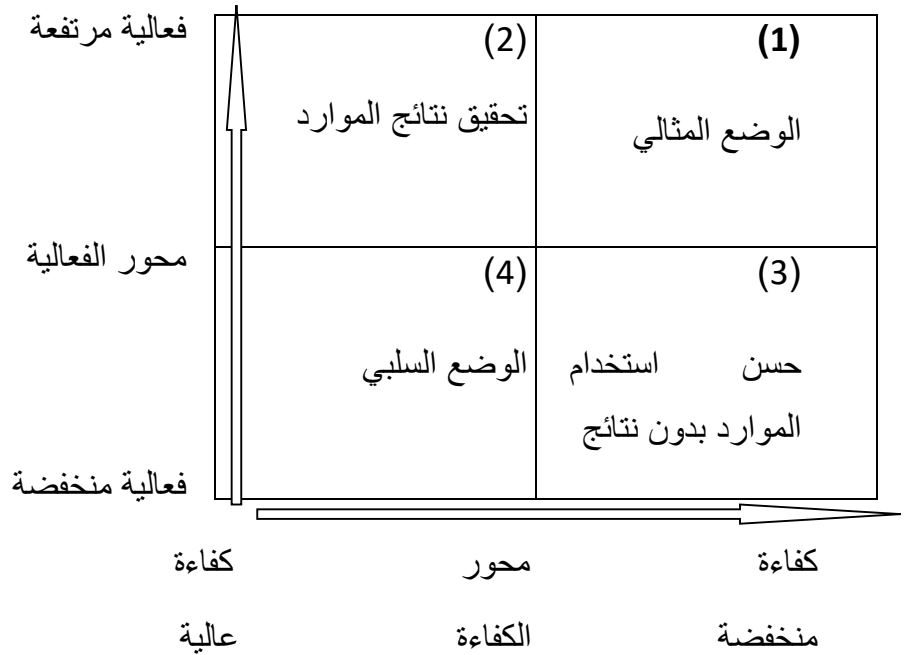 فعالية مرتفعة
(1)
الوضع المثالي
(2)
تحقيق نتائج الموارد
محور الفعالية
(3)
حسن استخدام
الموارد بدون نتائج
(4)
الوضع السلبي
فعالية منخفضة
كفاءة
منخفضة
محور
الكفاءة
كفاءة
عالية